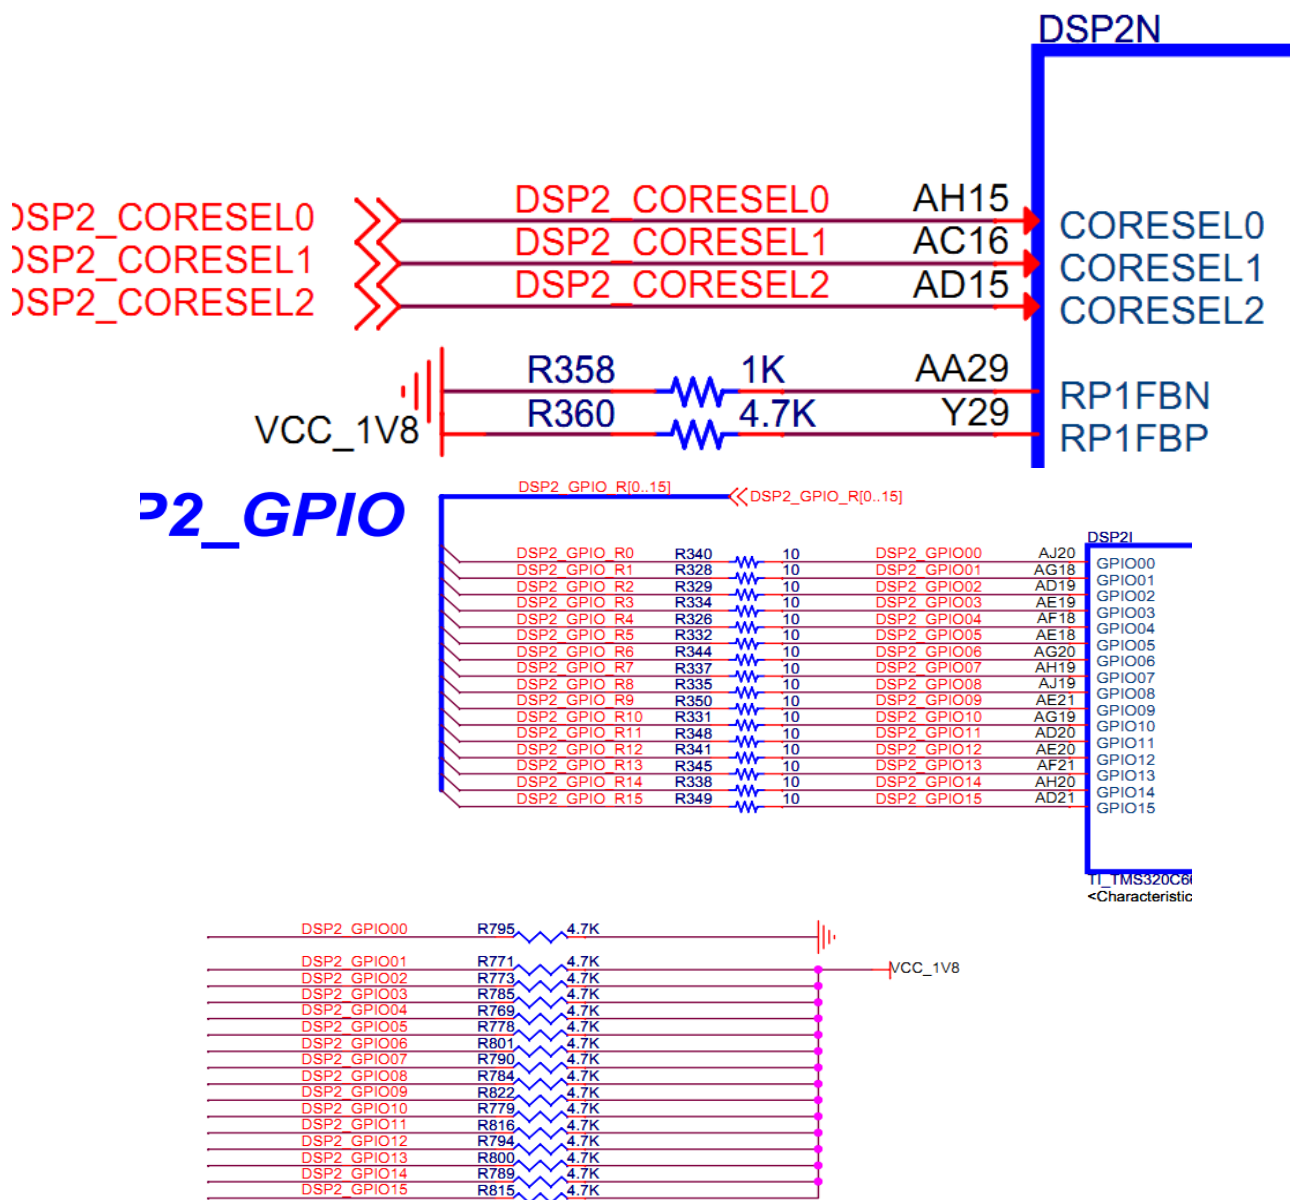 DSP2N
DSP2_CORESEL0 DSP2_CORESEL0 AH15 CORESEL0
DSP2_CORESEL1 DSP2_CORESEL1 AC16 CORESEL1
DSP2_CORESEL2 DSP2_CORESEL2 AD15 CORESEL2
R358 1K AA29 RP1FBN
VCC_1V8 R360 4.7K Y29 RP1FBP
P2_GPIO
DSP2_GPIO_R[0..15] DSP2_GPIO_R[0..15]
DSP2I
DSP2_GPIO_R0 R340 10 DSP2_GPIO00 AJ20 GPIO00
DSP2_GPIO_R1 R328 10 DSP2_GPIO01 AG18 GPIO01
DSP2_GPIO_R2 R329 10 DSP2_GPIO02 AD19 GPIO02
DSP2_GPIO_R3 R334 10 DSP2_GPIO03 AE19 GPIO03
DSP2_GPIO_R4 R326 10 DSP2_GPIO04 AF18 GPIO04
DSP2_GPIO_R5 R332 10 DSP2_GPIO05 AE18 GPIO05
DSP2_GPIO_R6 R344 10 DSP2_GPIO06 AG20 GPIO06
DSP2_GPIO_R7 R337 10 DSP2_GPIO07 AH19 GPIO07
DSP2_GPIO_R8 R335 10 DSP2_GPIO08 AJ19 GPIO08
DSP2_GPIO_R9 R350 10 DSP2_GPIO09 AE21 GPIO09
DSP2_GPIO_R10 R331 10 DSP2_GPIO10 AG19 GPIO10
DSP2_GPIO_R11 R348 10 DSP2_GPIO11 AD20 GPIO11
DSP2_GPIO_R12 R341 10 DSP2_GPIO12 AE20 GPIO12
DSP2_GPIO_R13 R345 10 DSP2_GPIO13 AF21 GPIO13
DSP2_GPIO_R14 R338 10 DSP2_GPIO14 AH20 GPIO14
DSP2_GPIO_R15 R349 10 DSP2_GPIO15 AD21 GPIO15
TI_TMS320C66
<Characteristic
DSP2_GPIO00 R795 4.7K
DSP2_GPIO01 R771 4.7K VCC_1V8
DSP2_GPIO02 R773 4.7K
DSP2_GPIO03 R785 4.7K
DSP2_GPIO04 R769 4.7K
DSP2_GPIO05 R778 4.7K
DSP2_GPIO06 R801 4.7K
DSP2_GPIO07 R790 4.7K
DSP2_GPIO08 R784 4.7K
DSP2_GPIO09 R822 4.7K
DSP2_GPIO10 R779 4.7K
DSP2_GPIO11 R816 4.7K
DSP2_GPIO12 R794 4.7K
DSP2_GPIO13 R800 4.7K
DSP2_GPIO14 R789 4.7K
DSP2_GPIO15 R815 4.7K